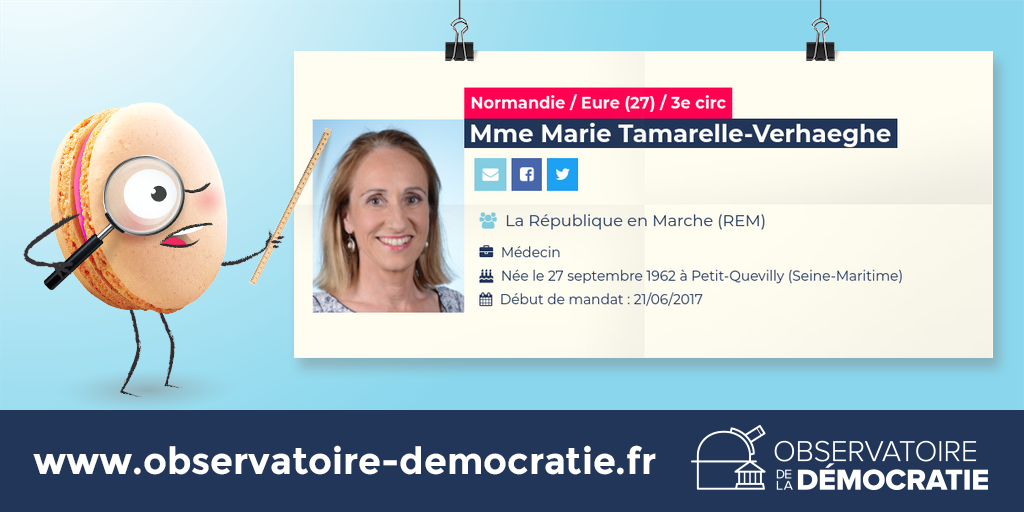 Normandie / Eure (27) / 3e circ
Mme Marie Tamarelle-Verhaeghe
La République en Marche (REM)
Médecin
Née le 27 septembre 1962 à Petit-Quevilly (Seine-Maritime)
Début de mandat : 21/06/2017
www.observatoire-democratie.fr
OBSERVATOIRE
DE LA DÉMOCRATIE